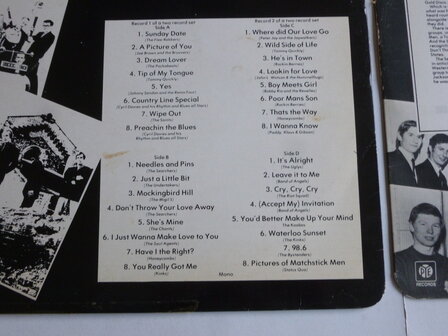 Record 1 of a two record set
Side A
1. Sunday Date
(The Flee-Rekkers)
2. A Picture of You
(Joe Brown and the Bruvvers)
3. Dream Lover
(The Packabeats)
4. Tip of My Tongue
(Tommy Quickly)
5. Yes
(Johnny Sandon and the Remo Four)
6. Country Line Special
(Cyril Davies and his Rhythm and Blues all Stars)
7. Wipe Out
(The Saints)
8. Preachin the Blues
(Cyril Davies and his
Rhythm and Blues all Stars)
Side B
1. Needles and Pins
(The Searchers)
2. Just a Little Bit
(The Undertakers)
3. Mockingbird Hill
(The Migil 5)
4. Don't Throw Your Love Away
(The Searchers)
5. She's Mine
(The Chants)
6. I Just Wanna Make Love to You
(The Soul Agents)
7. Have I the Right?
(Honeycombs)
8. You Really Got Me
(Kinks)
Record 2 of a two record set
Side C
1. Where did Our Love Go
(Peter Jay and the Jaywalkers)
2. Wild Side of Life
(Tommy Quickly)
3. He's in Town
(Rockin Berries)
4. Lookin for Love
5. Boy Meets Girl
6. Poor Mans Son
(Rockin Berries)
7. Thats the Way
(Honeycombs)
8. I Wanna Know
(Paddy, Klaus & Gibson)
Side D
1. It's Alright
(The Uglys)
2. Leave it to Me
(Band of Angels)
3. Cry, Cry, Cry
(The Riot Squad)
4. (Accept My) Invitation
(Band of Angels)
5. You'd Better Make Up Your Mind
(The Koobas)
6. Waterloo Sunset
(The Kinks)
7. 98.6
(The Bystanders)
8. Pictures of Matchstick Men
(Status Quo)
Mono
PYE
RECORDS